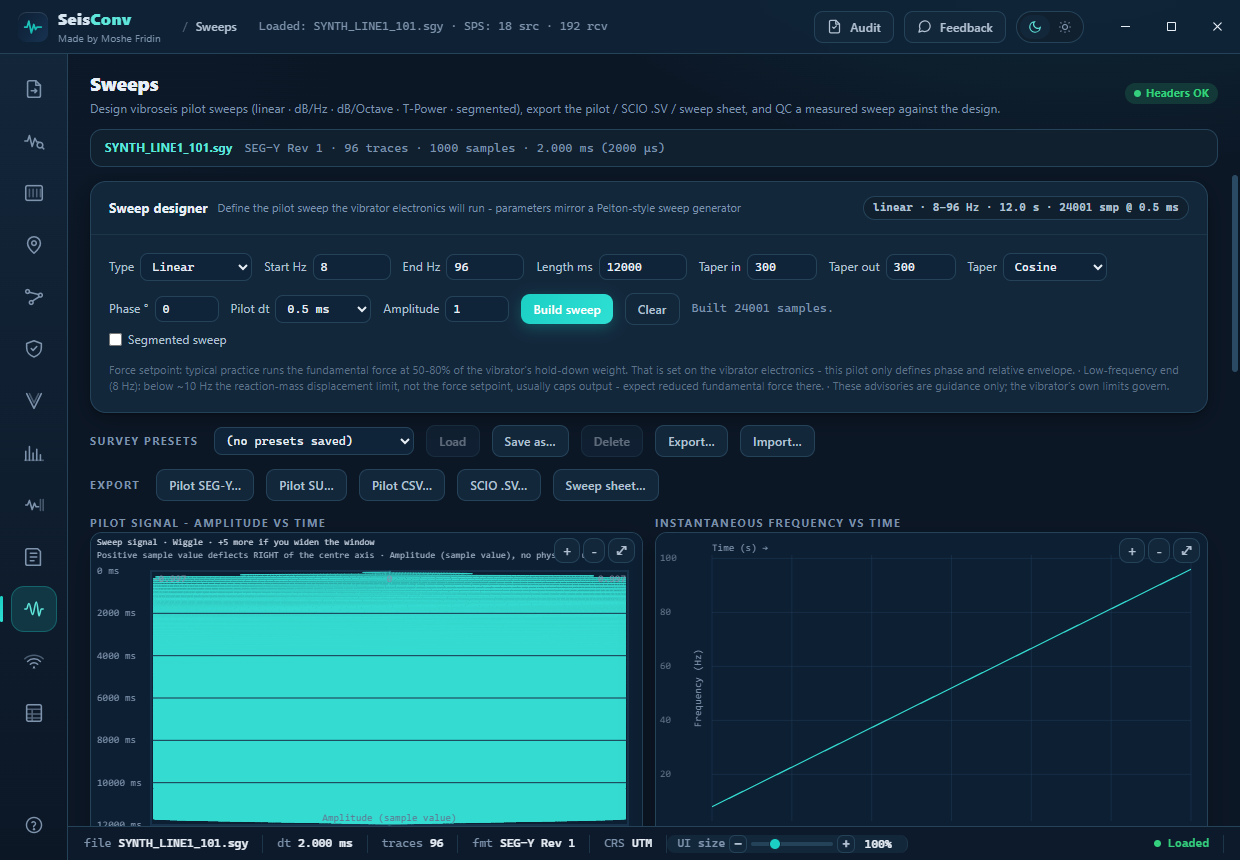 SeisConv
Made by Moshe Fridin
/ Sweeps
Loaded: SYNTH_LINE1_101.sgy · SPS: 18 src · 192 rcv
Audit
Feedback
Sweeps
Design vibroseis pilot sweeps (linear · dB/Hz · dB/Octave · T-Power · segmented), export the pilot / SCIO .SV / sweep sheet, and QC a measured sweep against the design.
Headers OK
SYNTH_LINE1_101.sgy SEG-Y Rev 1 · 96 traces · 1000 samples · 2.000 ms (2000 µs)
Sweep designer Define the pilot sweep the vibrator electronics will run - parameters mirror a Pelton-style sweep generator
linear · 8–96 Hz · 12.0 s · 24001 smp @ 0.5 ms
Type Linear Start Hz 8 End Hz 96 Length ms 12000 Taper in 300 Taper out 300 Taper Cosine
Phase ° 0 Pilot dt 0.5 ms Amplitude 1 Build sweep Clear Built 24001 samples.
Segmented sweep
Force setpoint: typical practice runs the fundamental force at 50-80% of the vibrator's hold-down weight. That is set on the vibrator electronics - this pilot only defines phase and relative envelope. · Low-frequency end
(8 Hz): below ~10 Hz the reaction-mass displacement limit, not the force setpoint, usually caps output - expect reduced fundamental force there. · These advisories are guidance only; the vibrator's own limits govern.
SURVEY PRESETS (no presets saved) Load Save as... Delete Export... Import...
EXPORT Pilot SEG-Y... Pilot SU... Pilot CSV... SCIO .SV... Sweep sheet...
PILOT SIGNAL - AMPLITUDE VS TIME
Sweep signal · Wiggle · +5 more if you widen the window
Positive sample value deflects RIGHT of the centre axis · Amplitude (sample value), no
+ -
0 ms
2000 ms
4000 ms
6000 ms
8000 ms
10000 ms
12000 ms
Amplitude (sample value)
INSTANTANEOUS FREQUENCY VS TIME
Time (s) →
+ -
100
80
60
40
20
Frequency (Hz)
file SYNTH_LINE1_101.sgy dt 2.000 ms traces 96 fmt SEG-Y Rev 1 CRS UTM UI size − + 100% Loaded